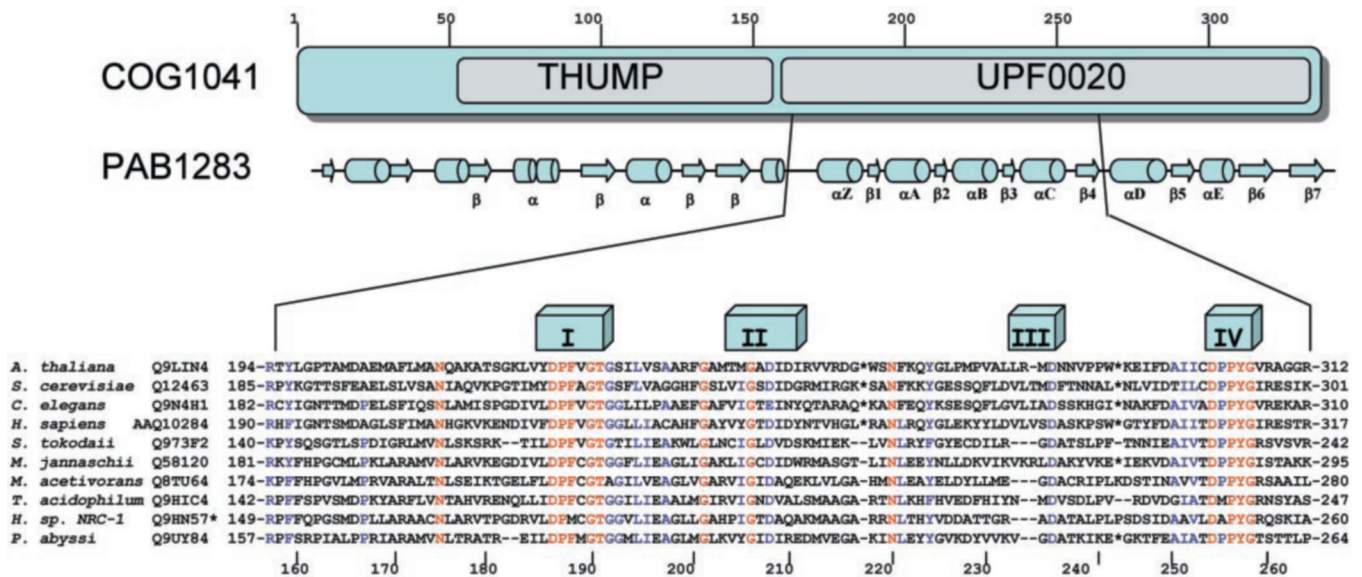 1 50 100 150 200 250 300
COG1041 THUMP UPF0020
PAB1283
β α β α β β αZ β1 αA β2 αB β3 αC β4 αD β5 αE β6 β7
I II III IV
A. thaliana Q9LIN4 194-RTYLGPTAMDAEMAFLMANQAKATSGKLVYDPFVGTGSILVSAARFGAMTMGADIDIRVVRDG*WSNFKQYGLPMPVALLR-MDNNVPPW*KEIFDAIICDPPYGVRAGGR-312
S. cerevisiae Q12463 185-RPYKGTTSFEAELSLVSANIAQVKPGTIMYDPFAGTGSFLVAGGHFGSLVIGSDIDGRMIRGK*SANFKKYGESSQFLDVLTMDFTNNAL*NLVIDTILCDPPYGIREGIK-301
C. elegans Q9N4H1 182-RCYIGNTTMDPELSFIQSNLAMISPGDIVLDPFVGTGGLILPAAEFGAFVIGTEINYQTARAQ*KANFEQYKSESQFLGVLIADSSKHGI*NAKFDAIVADPPYGVREKAR-310
H. sapiens AAQ10284 190-RHFIGNTSMDAGLSFIMANHGKVKENDIVFDPFVGTGGLLIACAHFGAYVYGTDIDYNTVHGL*RANLRQYGLEKYYLDVLVSDASKPSW*GTYFDAIITDPPYGIRESTR-317
S. tokodaii Q973F2 140-KPYSQSGTLSPDIGRLMVNLSKSRK--TILDPFVGTGTILIEAKWLGLNCIGLDVDSKMIEK--LVNLRYFGYECDILR---GDATSLPF-TNNIEAIVTDPPYGRSVSVR-242
M. jannaschii Q58120 181-RKYFHPGCMLPKLARAMVNLARVKEGDIVLDPFCGTGGFLIEAGLIGAKLIGCDIDWRMASGT-LINLEEYNLLDKVIKVKRLDAKYVKE*IEKVDAIVTDPPYGISTAKK-295
M. acetivorans Q8TU64 174-KPFFHPGVLMPRVARALTNLSEIKTGELFLDPFCGTAGILVEAGLVGARVIGIDAQEKLVLGA-HMNLEAYELDYLLME---GDACRIPLKDSTINAVVTDPPYGRSAAIL-280
T. acidophilum Q9HIC4 142-RPFFSPVSMDPKYARFLVNTAHVRENQLLIDLFCGTGGILIEAALMGIRVIGNDVALSMAAGA-RTNLKHFHVEDFHIYN---MDVSDLPV--RDVDGIATDMPYGRNSYAS-247
H. sp. NRC-1 Q9HN57* 149-RPFFQPGSMDPLLARAACNLARVTPGDRVLDPMCGTGGVLIEAGLLGAHPIGTDAQAKMAAGA-RRNLTHYVDDATTGR---ADATALPLPSDSIDAAVLDAPYGRQSKIA-260
P. abyssi Q9UY84 157-RPFSRPIALPPRIARAMVNLTRATR--EILDPFMGTGGMLIEAGLMGLKVYGIDIREDMVEGA-KINLEYYGVKDYVVKV---GDATKIKE*GKTFEAIATDPPYGTSTTLP-264
160 170 180 190 200 210 220 230 240 250 260